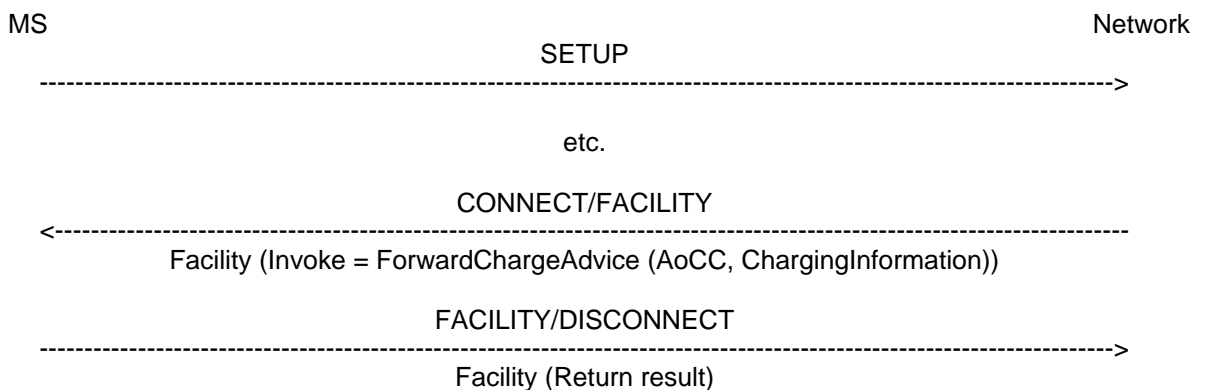 MS Network
SETUP
------------------------------------------------------------------------------------------------------------------------>
etc.
CONNECT/FACILITY
<------------------------------------------------------------------------------------------------------------------------
Facility (Invoke = ForwardChargeAdvice (AoCC, ChargingInformation))
FACILITY/DISCONNECT
------------------------------------------------------------------------------------------------------------------------>
Facility (Return result)